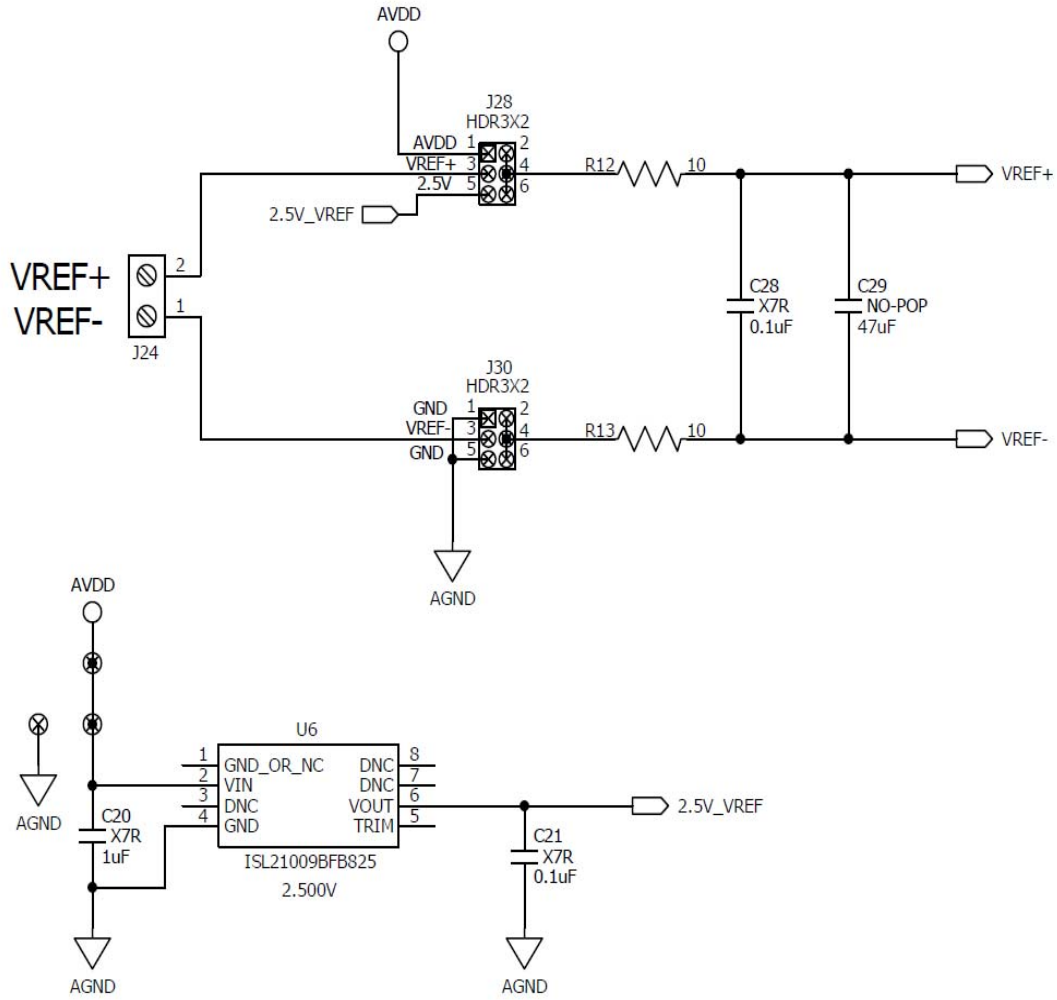 AVDD
J28
HDR3X2
AVDD 1 2
VREF+ 3 4
2.5V 5 6
2.5V_VREF
R12 10
VREF+
VREF+ 2
VREF- 1
J24
C28
X7R
0.1uF
C29
NO-POP
47uF
J30
HDR3X2
GND 1 2
VREF- 3 4
GND 5 6
R13 10
VREF-
AGND
AVDD
U6
1 GND_OR_NC DNC 8
2 VIN DNC 7
3 DNC VOUT 6
4 GND TRIM 5
2.5V_VREF
AGND
C20
X7R
1uF
ISL21009BFB825
2.500V
C21
X7R
0.1uF
AGND
AGND